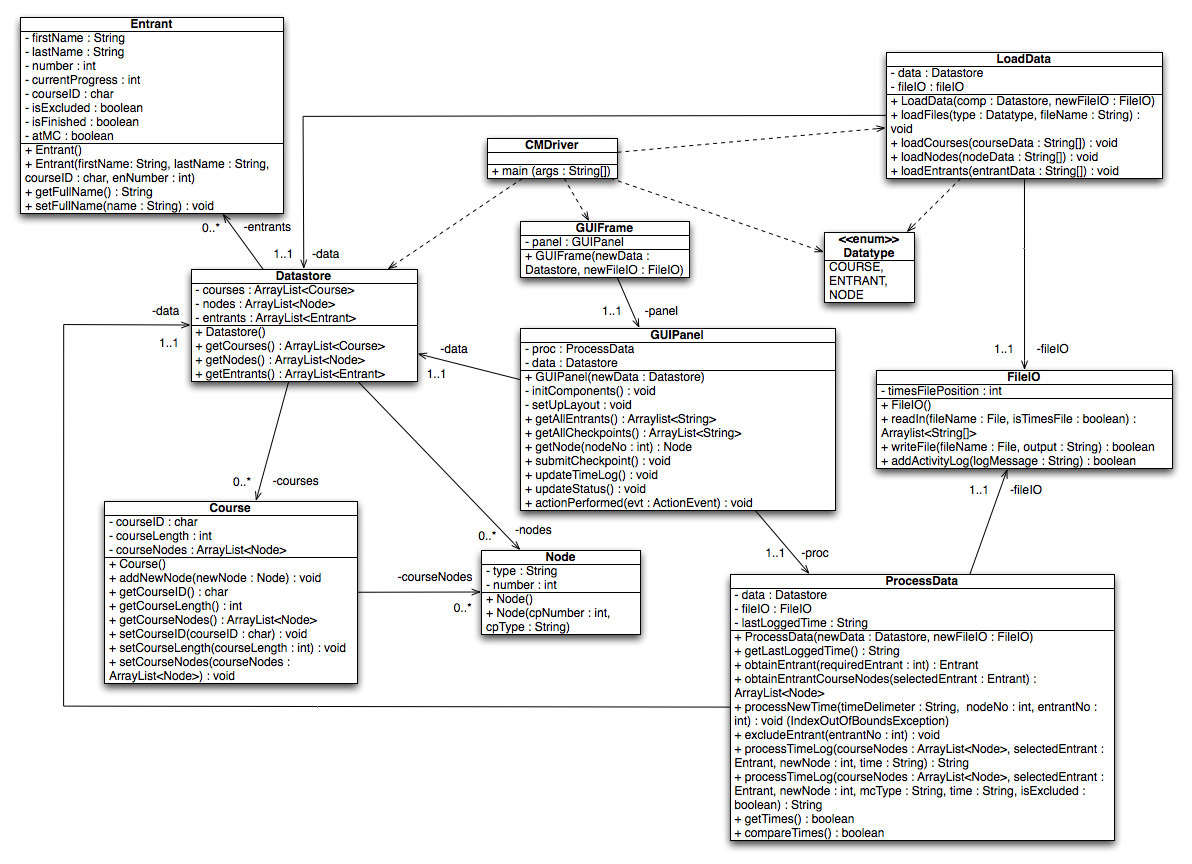 Entrant
- firstName : String
- lastName : String
- number : int
- currentProgress : int
- courseID : char
- isExcluded : boolean
- isFinished : boolean
- atMC : boolean
+ Entrant()
+ Entrant(firstName: String, lastName : String,
courseID : char, enNumber : int)
+ getFullName() : String
+ setFullName(name : String) : void
0..*
-entrants
LoadData
- data : Datastore
- fileIO : fileIO
+ LoadData(comp : Datastore, newFileIO : FileIO)
+ loadFiles(type : Datatype, fileName : String) :
void
+ loadCourses(courseData : String[]) : void
+ loadNodes(nodeData : String[]) : void
+ loadEntrants(entrantData : String[]) : void
CMDriver
+ main (args : String[])
GUIFrame
- panel : GUIPanel
+ GUIFrame(newData :
Datastore, newFileIO : FileIO)
<<enum>>
Datatype
COURSE,
ENTRANT,
NODE
1..1
-data
Datastore
- courses : ArrayList<Course>
- nodes : ArrayList<Node>
- entrants : ArrayList<Entrant>
+ Datastore()
+ getCourses() : ArrayList<Course>
+ getNodes() : ArrayList<Node>
+ getEntrants() : ArrayList<Entrant>
-data
1..1
1..1
-panel
-data
1..1
GUIPanel
- proc : ProcessData
- data : Datastore
+ GUIPanel(newData : Datastore)
- initComponents() : void
- setUpLayout : void
+ getAllEntrants() : Arraylist<String>
+ getAllCheckpoints() : ArrayList<String>
+ getNode(nodeNo : int) : Node
+ submitCheckpoint() : void
+ updateTimeLog() : void
+ updateStatus() : void
+ actionPerformed(evt : ActionEvent) : void
1..1
-fileIO
FileIO
- timesFilePosition : int
+ FileIO()
+ readIn(fileName : File, isTimesFile : boolean) :
Arraylist<String[]>
+ writeFile(fileName : File, output : String) : boolean
+ addActivityLog(logMessage : String) : boolean
1..1
-fileIO
0..*
-courses
Course
- courseID : char
- courseLength : int
- courseNodes : ArrayList<Node>
+ Course()
+ addNewNode(newNode : Node) : void
+ getCourseID() : char
+ getCourseLength() : int
+ getCourseNodes() : ArrayList<Node>
+ setCourseID(courseID : char) : void
+ setCourseLength(courseLength : int) : void
+ setCourseNodes(courseNodes :
ArrayList<Node>) : void
-courseNodes
0..*
0..*
-nodes
Node
- type : String
- number : int
+ Node()
+ Node(cpNumber : int,
cpType : String)
1..1
-proc
ProcessData
- data : Datastore
- fileIO : FileIO
- lastLoggedTime : String
+ ProcessData(newData : Datastore, newFileIO : FileIO)
+ getLastLoggedTime() : String
+ obtainEntrant(requiredEntrant : int) : Entrant
+ obtainEntrantCourseNodes(selectedEntrant : Entrant) :
ArrayList<Node>
+ processNewTime(timeDelimeter : String,  nodeNo : int, entrantNo :
int) : void (IndexOutOfBoundsException)
+ excludeEntrant(entrantNo : int) : void
+ processTimeLog(courseNodes : ArrayList<Node>, selectedEntrant :
Entrant, newNode : int, time : String) : String
+ processTimeLog(courseNodes : ArrayList<Node>, selectedEntrant :
Entrant, newNode : int, mcType : String, time : String, isExcluded :
boolean) : String
+ getTimes() : boolean
+ compareTimes() : boolean